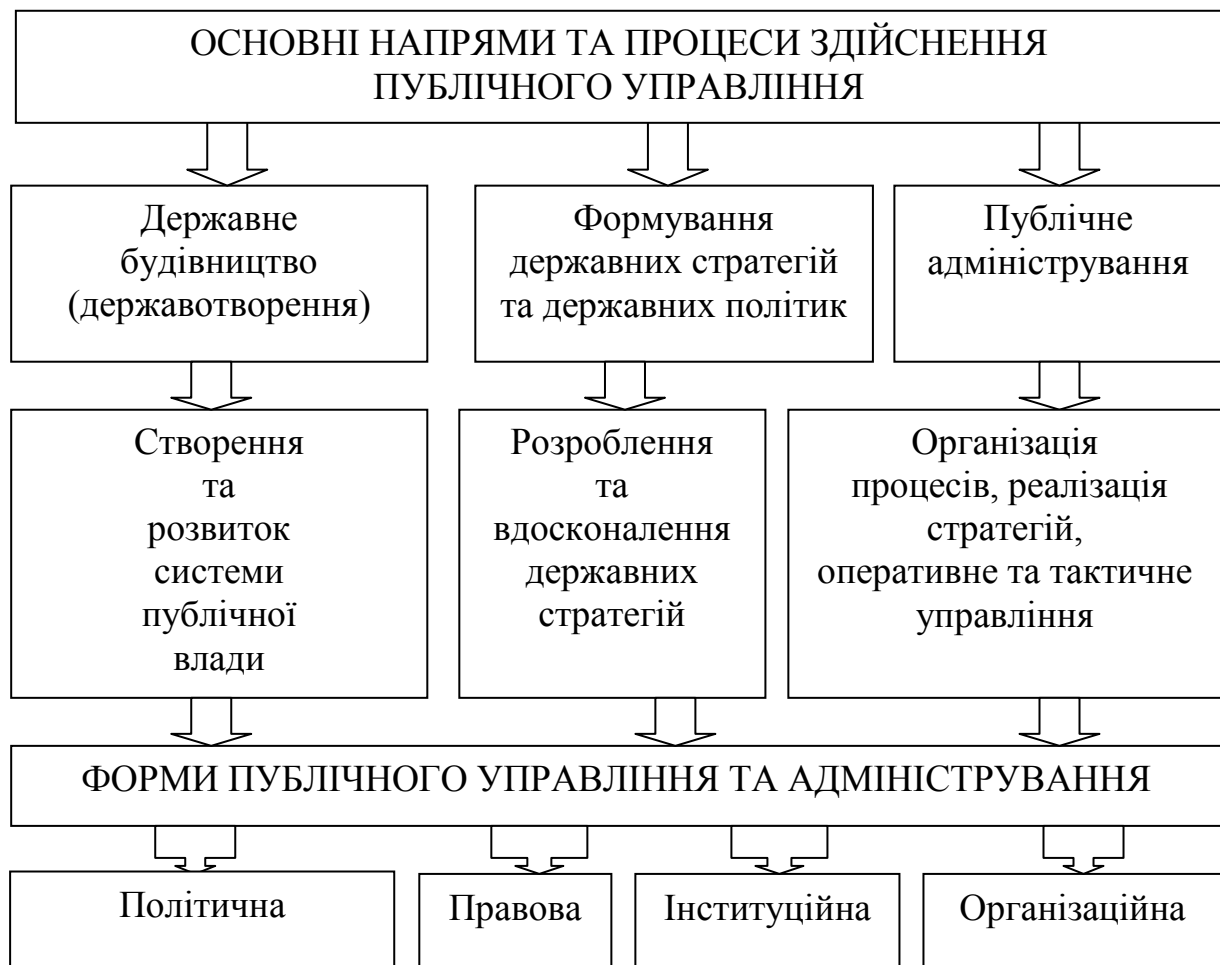 ОСНОВНІ НАПРЯМИ ТА ПРОЦЕСИ ЗДІЙСНЕННЯ
ПУБЛІЧНОГО УПРАВЛІННЯ
Державне
будівництво
(державотворення)
Формування
державних стратегій
та державних політик
Публічне
адміністрування
Створення
та
розвиток
системи
публічної
влади
Розроблення
та
вдосконалення
державних
стратегій
Організація
процесів, реалізація
стратегій,
оперативне та тактичне
управління
ФОРМИ ПУБЛІЧНОГО УПРАВЛІННЯ ТА АДМІНІСТРУВАННЯ
Політична
Правова
Інституційна
Організаційна